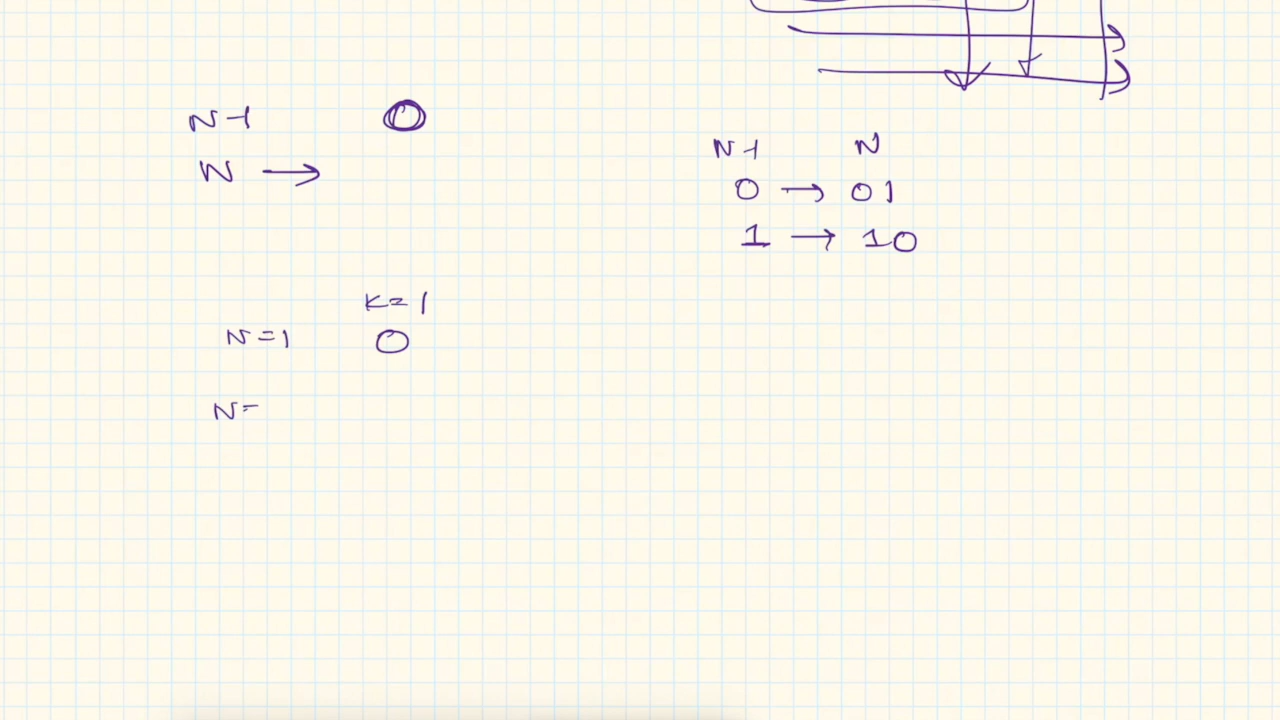 N-1 0
N →
N-1 N
0 → 01
1 → 10
K=1
N=1 0
N=